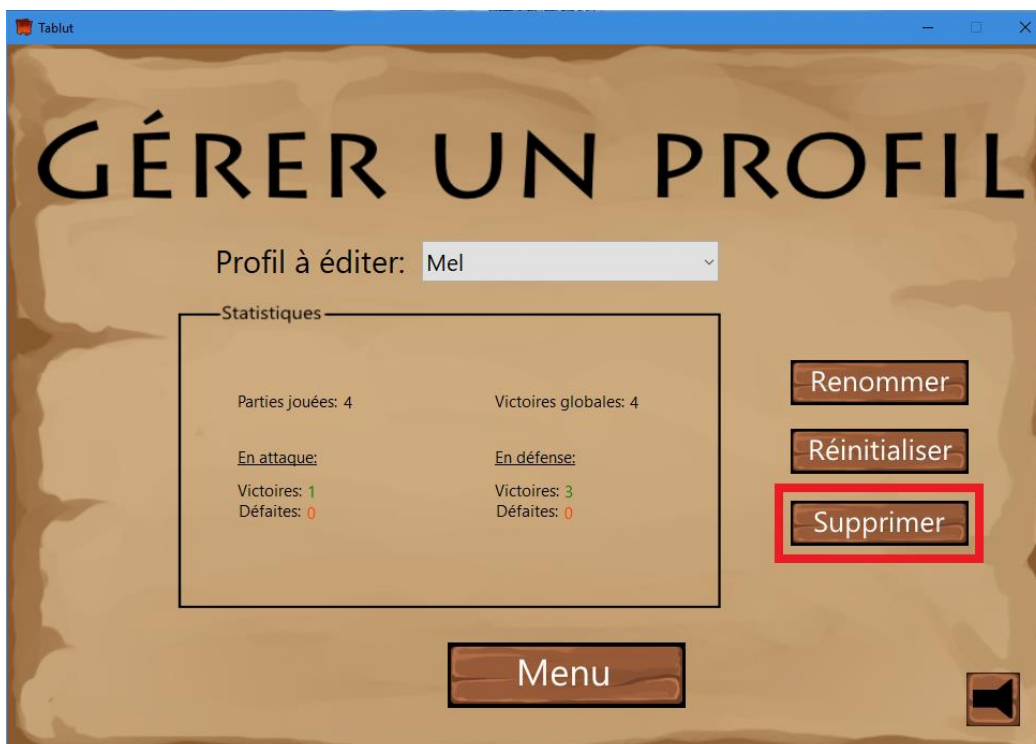 Tablut
GÉRER UN PROFIL
Profil à éditer: Mel
Statistiques
Parties jouées: 4
Victoires globales: 4
En attaque:
En défense:
Victoires: 1
Défaites: 0
Victoires: 3
Défaites: 0
Renommer
Réinitialiser
Supprimer
Menu